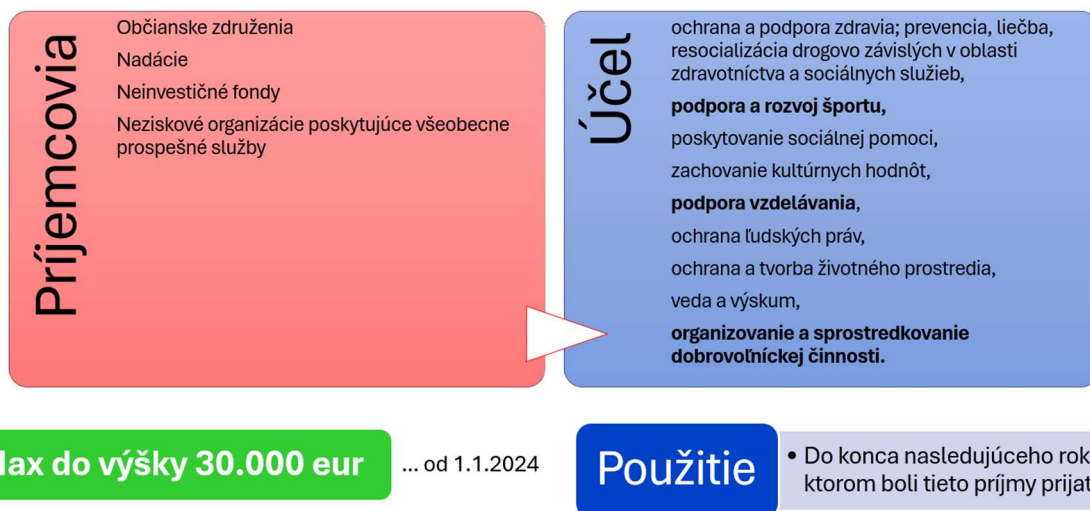 Príjemcovia
Občianske združenia
Nadácie
Neinvestičné fondy
Neziskové organizácie poskytujúce všeobecne
prospešné služby
Účel
ochrana a podpora zdravia; prevencia, liečba,
resocializácia drogovo závislých v oblasti
zdravotníctva a sociálnych služieb,
podpora a rozvoj športu,
poskytovanie sociálnej pomoci,
zachovanie kultúrnych hodnôt,
podpora vzdelávania,
ochrana ľudských práv,
ochrana a tvorba životného prostredia,
veda a výskum,
organizovanie a sprostredkovanie
dobrovoľníckej činnosti.
do výšky 30.000 eur
... od 1.1.2024
Použitie
• Do konca nasledujúceho
ktorom boli tieto príjmy